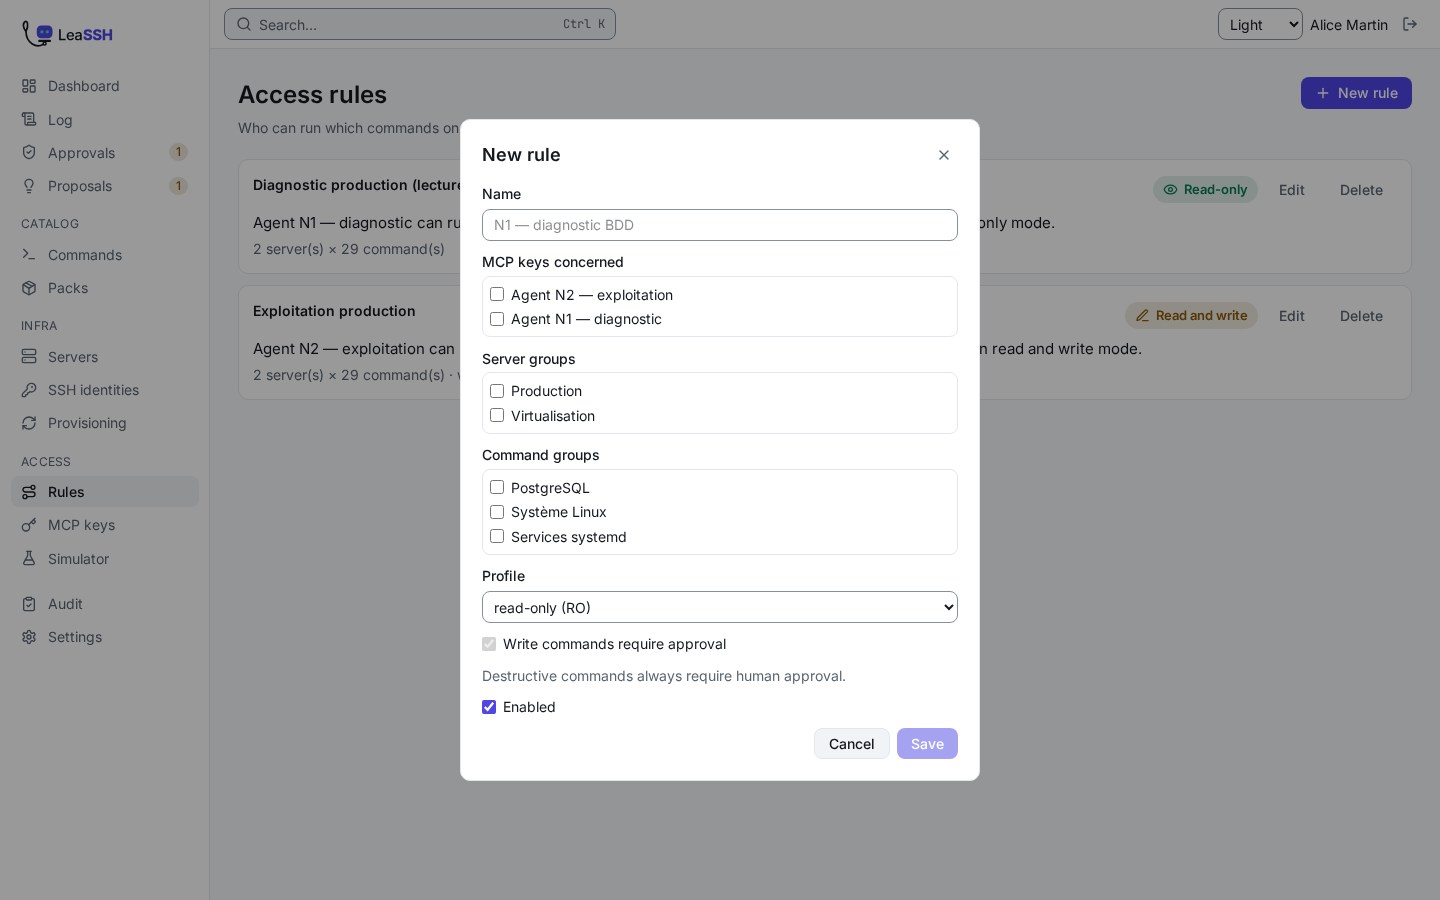 LeaSSH
Search...
Ctrl K
Light
Alice Martin
Dashboard
Log
Approvals 1
Proposals 1
CATALOG
Commands
Packs
INFRA
Servers
SSH identities
Provisioning
ACCESS
Rules
MCP keys
Simulator
Audit
Settings
Access rules
New rule
Who can run which commands on
Diagnostic production (lecture
Read-only
Edit
Delete
Agent N1 — diagnostic can ru
only mode.
2 server(s) × 29 command(s)
Exploitation production
Read and write
Edit
Delete
Agent N2 — exploitation can
n read and write mode.
2 server(s) × 29 command(s) ·
New rule
Name
N1 — diagnostic BDD
MCP keys concerned
Agent N2 — exploitation
Agent N1 — diagnostic
Server groups
Production
Virtualisation
Command groups
PostgreSQL
Système Linux
Services systemd
Profile
read-only (RO)
Write commands require approval
Destructive commands always require human approval.
Enabled
Cancel
Save